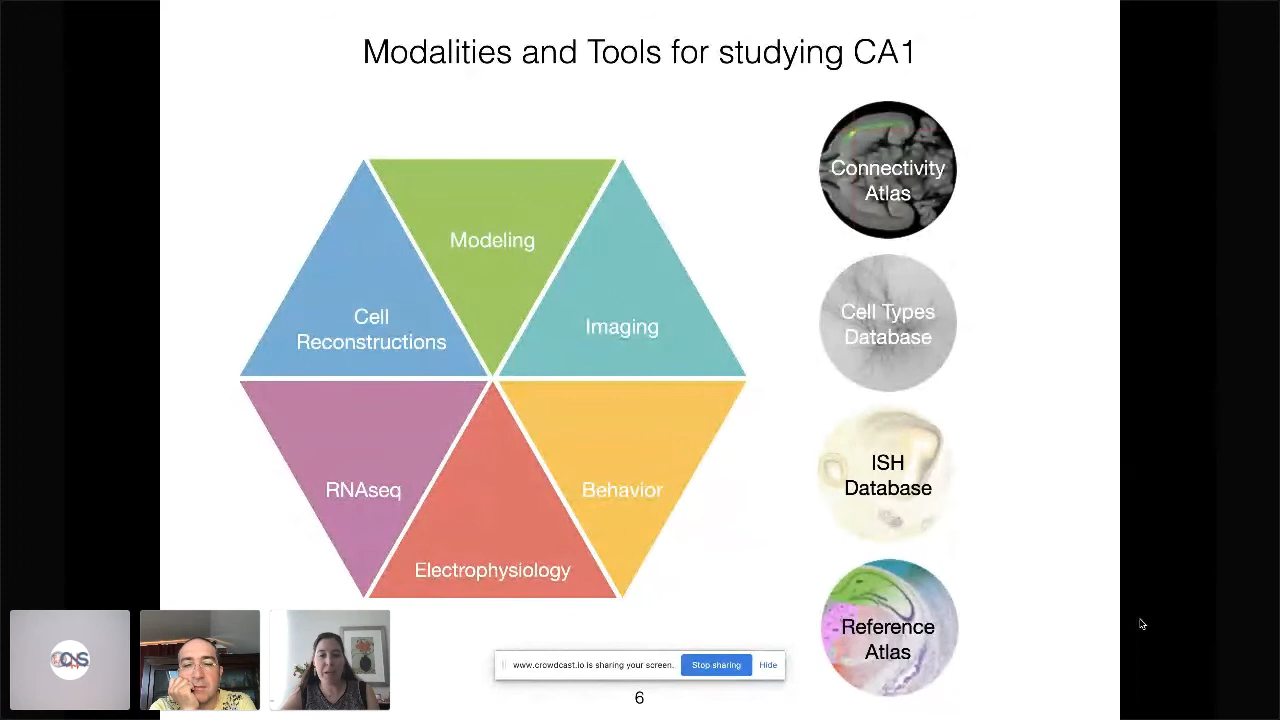 Modalities and Tools for studying CA1
Modeling
Cell
Reconstructions
Imaging
RNAseq
Electrophysiology
Behavior
Connectivity
Atlas
Cell Types
Database
ISH
Database
Reference
Atlas
www.crowdcast.io is sharing your screen.
Stop sharing
Hide
6